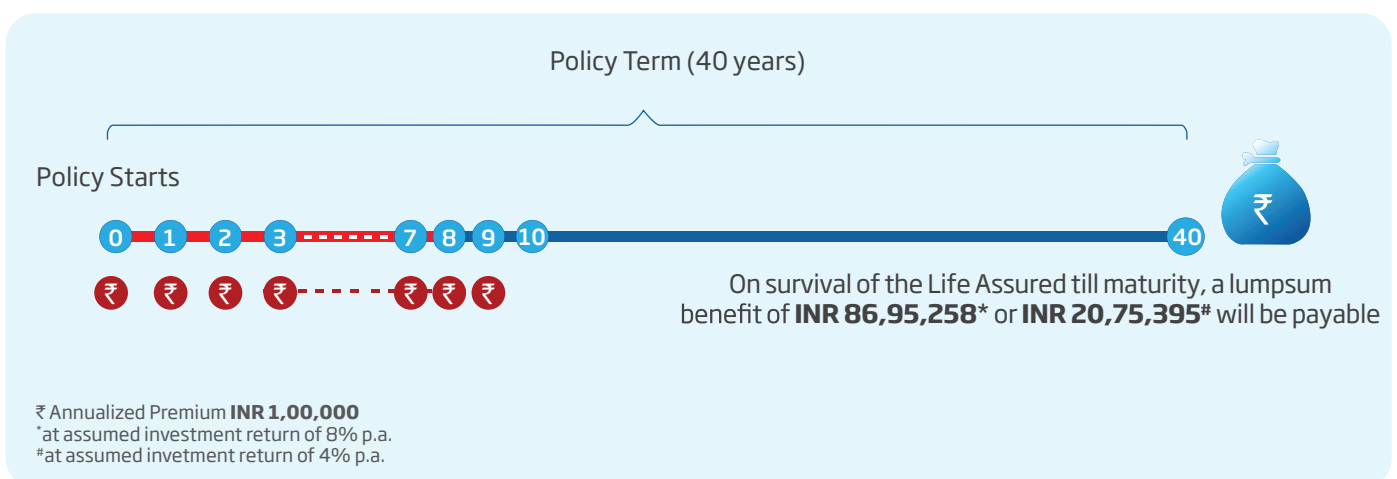 Policy Term (40 years)
Policy Starts
0 1 2 3 7 8 9 10 40 ₹
₹ ₹ ₹ ₹ ₹ ₹ ₹
On survival of the Life Assured till maturity, a lumpsum
benefit of INR 86,95,258* or INR 20,75,395# will be payable
₹ Annualized Premium INR 1,00,000
*at assumed investment return of 8% p.a.
#at assumed invetment return of 4% p.a.